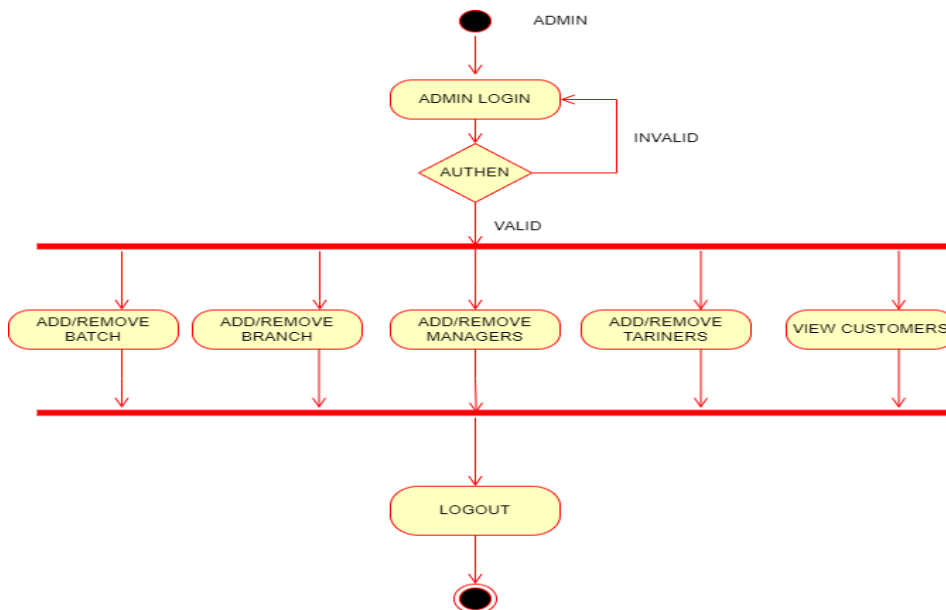 ADMIN
ADMIN LOGIN
INVALID
AUTHEN
VALID
ADD/REMOVE
BATCH
ADD/REMOVE
BRANCH
ADD/REMOVE
MANAGERS
ADD/REMOVE
TARINERS
VIEW CUSTOMERS
LOGOUT